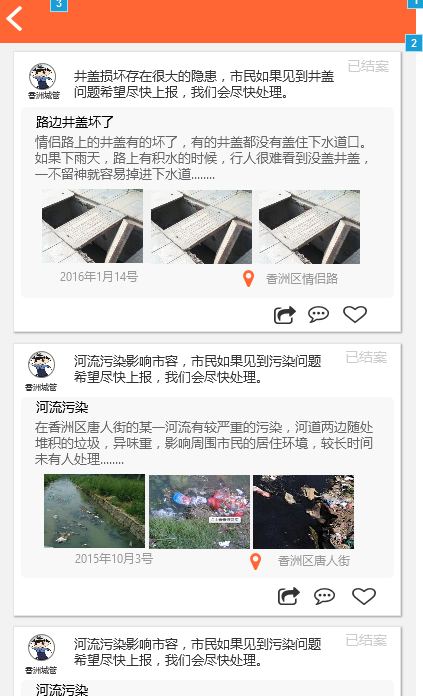 3
1
2
已结案
井盖损坏存在很大的隐患，市民如果见到井盖
问题希望尽快上报，我们会尽快处理。
香洲城管
路边井盖坏了
情侣路上的井盖有的坏了，有的井盖都没有盖住下水道口。
如果下雨天，路上有积水的时候，行人很难看到没盖井盖，
一不留神就容易掉进下水道........
2016年1月14号
香洲区情侣路
已结案
河流污染影响市容，市民如果见到污染问题
希望尽快上报，我们会尽快处理。
香洲城管
河流污染
在香洲区唐人街的某一河流有较严重的污染，河道两边随处
堆积的垃圾，异味重，影响周围市民的居住环境，较长时间
未有人处理........
2015年10月3号
香洲区唐人街
已结案
河流污染影响市容，市民如果见到污染问题
希望尽快上报，我们会尽快处理。
香洲城管
河流污染